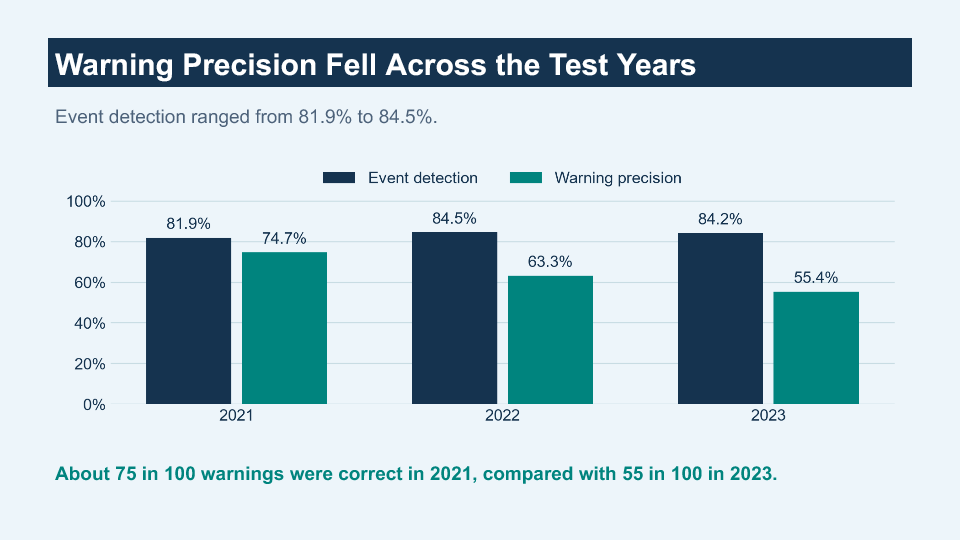 Warning Precision Fell Across the Test Years
Event detection ranged from 81.9% to 84.5%.
Event detection Warning precision
100%
80%
60%
40%
20%
0%
81.9% 74.7% 84.5% 63.3% 84.2% 55.4%
2021 2022 2023
About 75 in 100 warnings were correct in 2021, compared with 55 in 100 in 2023.